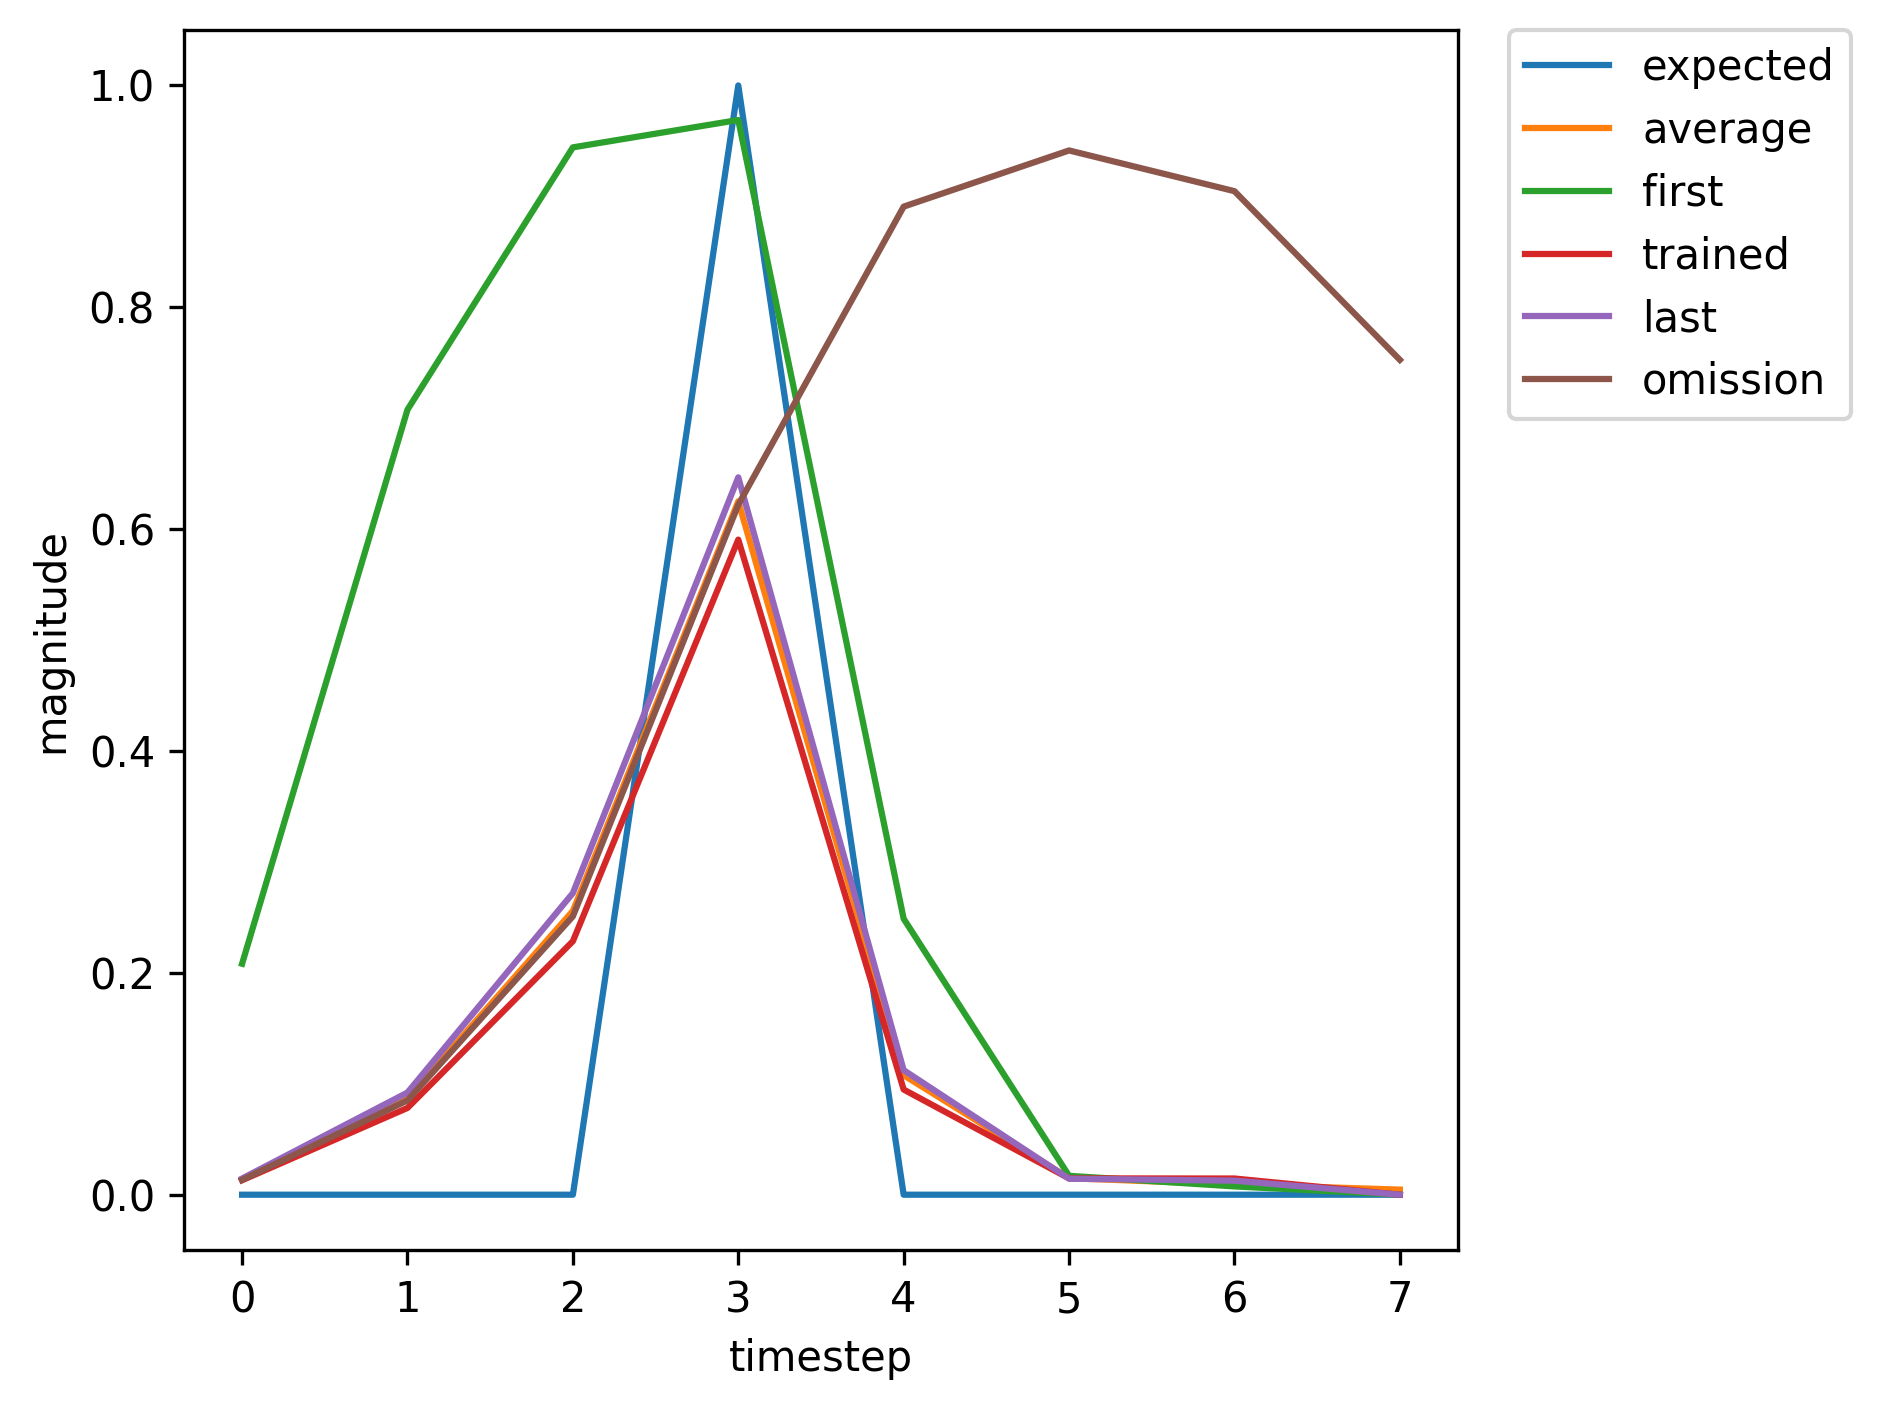 1.0
0.8
0.6
0.4
0.2
0.0
magnitude
0 1 2 3 4 5 6 7
timestep
expected
average
first
trained
last
omission